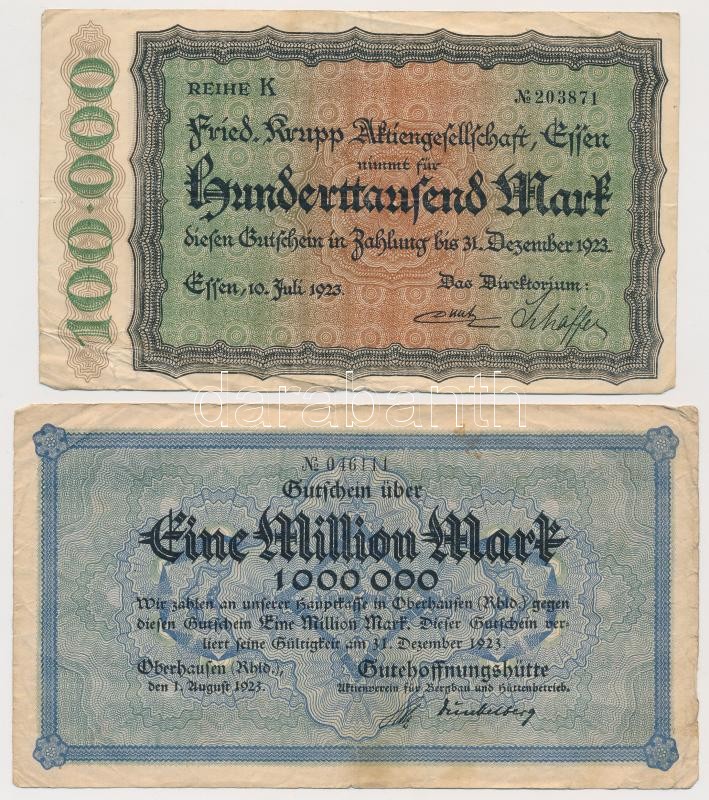 100·000
REIHE K
№ 203871
Fried. Krupp Aktiengesellschaft, Essen
nimmt für
Hunderttausend Mark
diesen Gutschein in Zahlung bis 31. Dezember 1923.
Essen, 10. Juli 1923.
Das Direktorium:
Schäffer
darabanth
№ 046111
Gutschein über
Eine Million Mark
1000000
Wir zahlen an unserer Hauptkasse in Oberhausen (Rhld.) gegen
diesen Gutschein Eine Million Mark. Dieser Gutschein ver-
liert seine Gültigkeit am 31. Dezember 1923.
Oberhausen (Rhld.),
den 1. August 1923.
Gutehoffnungshütte
Aktienverein für Bergbau und Hüttenbetrieb.